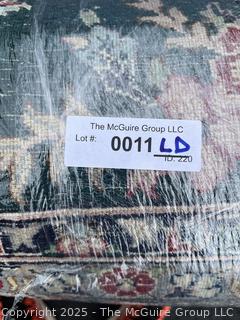 The McGuire Group LLC
Lot #: 0011 LD
ID: 220
Copyright 2025 - The McGuire Group LLC